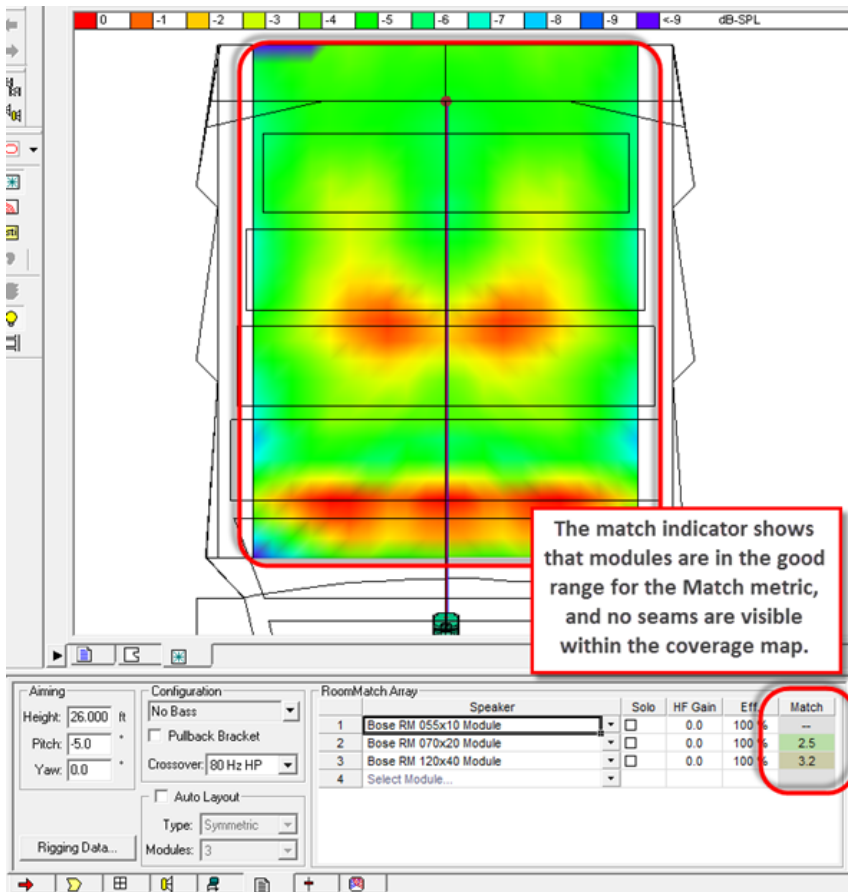 0 -1 -2 -3 -4 -5 -6 -7 -8 -9 <-9 dB-SPL
The match indicator shows
that modules are in the good
range for the Match metric,
and no seams are visible
within the coverage map.
Aiming
Height: 26.000 ft
Pitch: -5.0 °
Yaw: 0.0 °
Rigging Data...
Configuration
No Bass
Pullback Bracket
Crossover: 80 Hz HP
Auto Layout
Type: Symmetric
Modules: 3
RoomMatch Array
Speaker Solo HF Gain Eff. Match
1 Bose RM 055x10 Module 0.0 100 % --
2 Bose RM 070x20 Module 0.0 100 % 2.5
3 Bose RM 120x40 Module 0.0 100 % 3.2
4 Select Module...